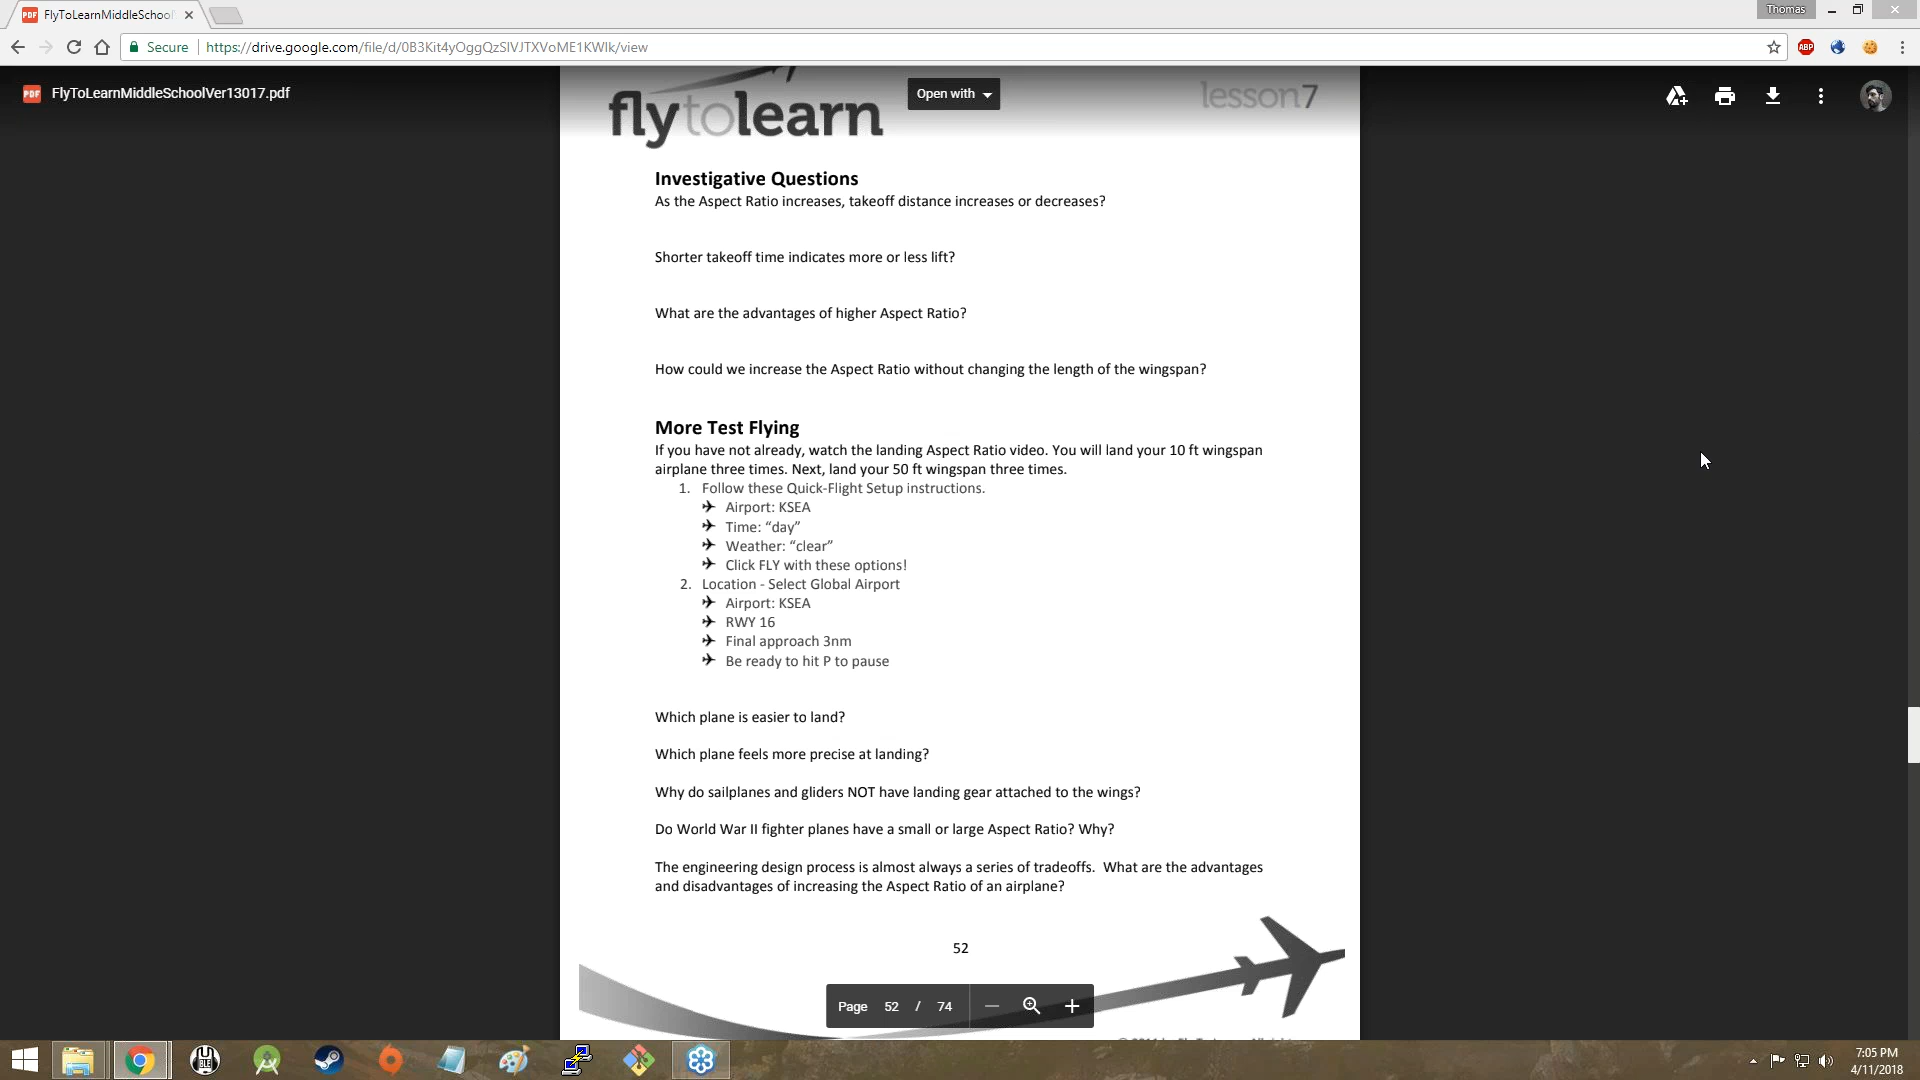 FlyToLearnMiddleSchool
Thomas
Secure
https://drive.google.com/file/d/0B3Kit4yOggQzSlVJTXVoME1KWlk/view
ABP
PDF FlyToLearnMiddleSchoolVer13017.pdf
Open with
flytolearn
lesson7
Investigative Questions
As the Aspect Ratio increases, takeoff distance increases or decreases?
Shorter takeoff time indicates more or less lift?
What are the advantages of higher Aspect Ratio?
How could we increase the Aspect Ratio without changing the length of the wingspan?
More Test Flying
If you have not already, watch the landing Aspect Ratio video. You will land your 10 ft wingspan
airplane three times. Next, land your 50 ft wingspan three times.
1. Follow these Quick-Flight Setup instructions.
Airport: KSEA
Time: “day”
Weather: “clear”
Click FLY with these options!
2. Location - Select Global Airport
Airport: KSEA
RWY 16
Final approach 3nm
Be ready to hit P to pause
Which plane is easier to land?
Which plane feels more precise at landing?
Why do sailplanes and gliders NOT have landing gear attached to the wings?
Do World War II fighter planes have a small or large Aspect Ratio? Why?
The engineering design process is almost always a series of tradeoffs. What are the advantages
and disadvantages of increasing the Aspect Ratio of an airplane?
52
Page 52 / 74
7:05 PM
4/11/2018